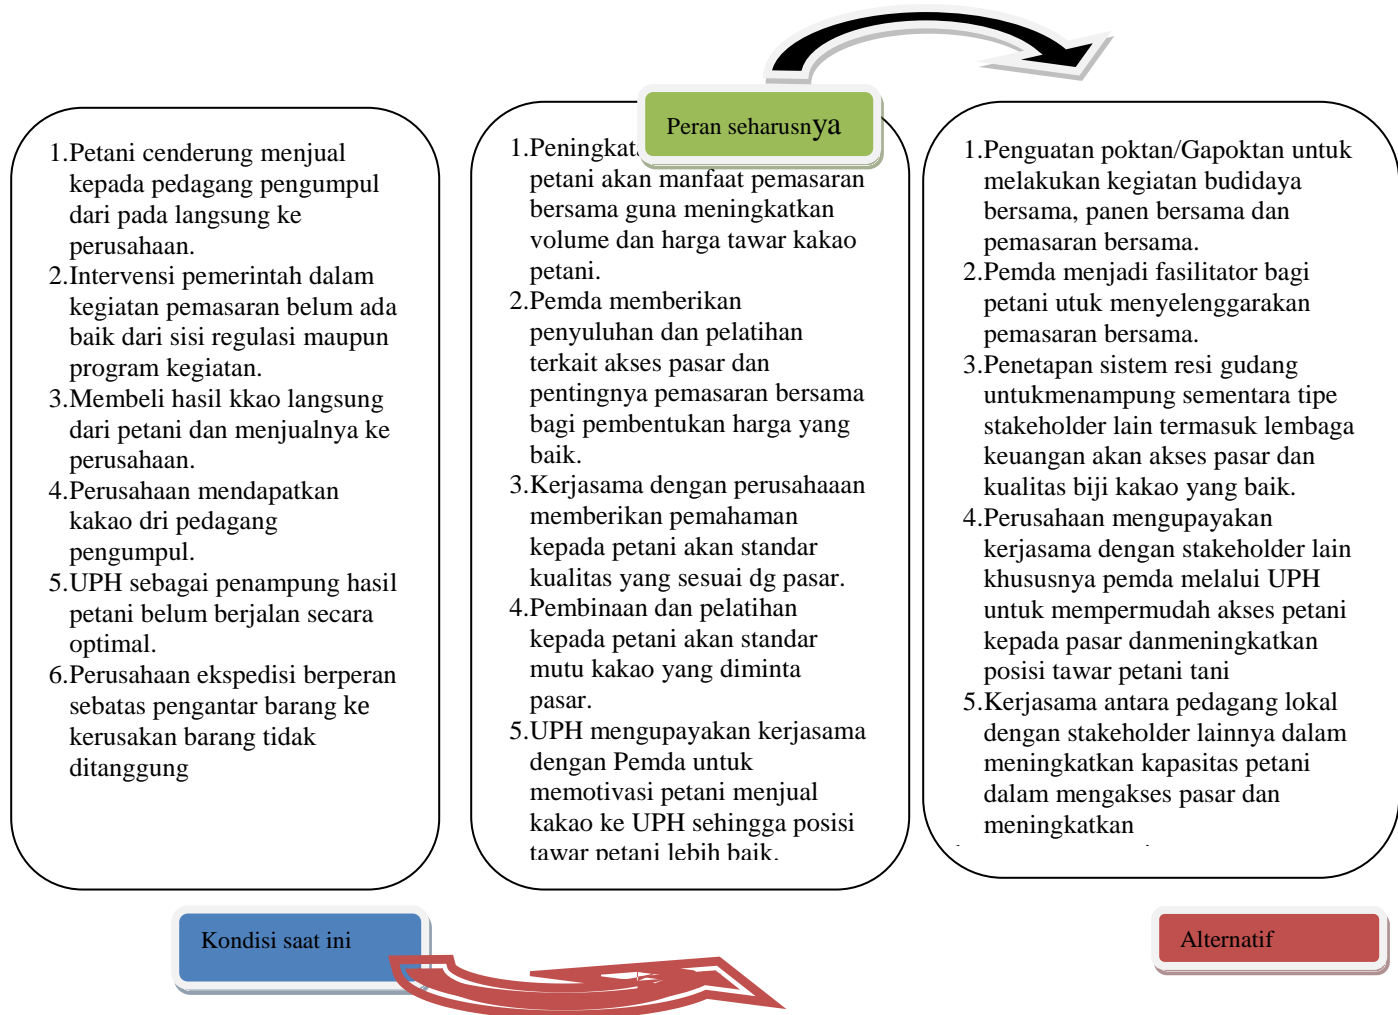 Peran seharusnya
1.Petani cenderung menjual
kepada pedagang pengumpul
dari pada langsung ke
perusahaan.
2.Intervensi pemerintah dalam
kegiatan pemasaran belum ada
baik dari sisi regulasi maupun
program kegiatan.
3.Membeli hasil kkao langsung
dari petani dan menjualnya ke
perusahaan.
4.Perusahaan mendapatkan
kakao dri pedagang
pengumpul.
5.UPH sebagai penampung hasil
petani belum berjalan secara
optimal.
6.Perusahaan ekspedisi berperan
sebatas pengantar barang ke
kerusakan barang tidak
ditanggung
1.
petani akan manfaat pemasaran
bersama guna meningkatkan
volume dan harga tawar kakao
petani.
2.Pemda memberikan
penyuluhan dan pelatihan
terkait akses pasar dan
pentingnya pemasaran bersama
bagi pembentukan harga yang
baik.
3.Kerjasama dengan perusahaaan
memberikan pemahaman
kepada petani akan standar
kualitas yang sesuai dg pasar.
4.Pembinaan dan pelatihan
kepada petani akan standar
mutu kakao yang diminta
pasar.
5.UPH mengupayakan kerjasama
dengan Pemda untuk
memotivasi petani menjual
kakao ke UPH sehingga posisi
tawar petani lebih baik.
1.Penguatan poktan/Gapoktan untuk
melakukan kegiatan budidaya
bersama, panen bersama dan
pemasaran bersama.
2.Pemda menjadi fasilitator bagi
petani utuk menyelenggarakan
pemasaran bersama.
3.Penetapan sistem resi gudang
untukmenampung sementara tipe
stakeholder lain termasuk lembaga
keuangan akan akses pasar dan
kualitas biji kakao yang baik.
4.Perusahaan mengupayakan
kerjasama dengan stakeholder lain
khususnya pemda melalui UPH
untuk mempermudah akses petani
kepada pasar danmeningkatkan
posisi tawar petani tani
5.Kerjasama antara pedagang lokal
dengan stakeholder lainnya dalam
meningkatkan kapasitas petani
dalam mengakses pasar dan
meningkatkan
Kondisi saat ini
Alternatif